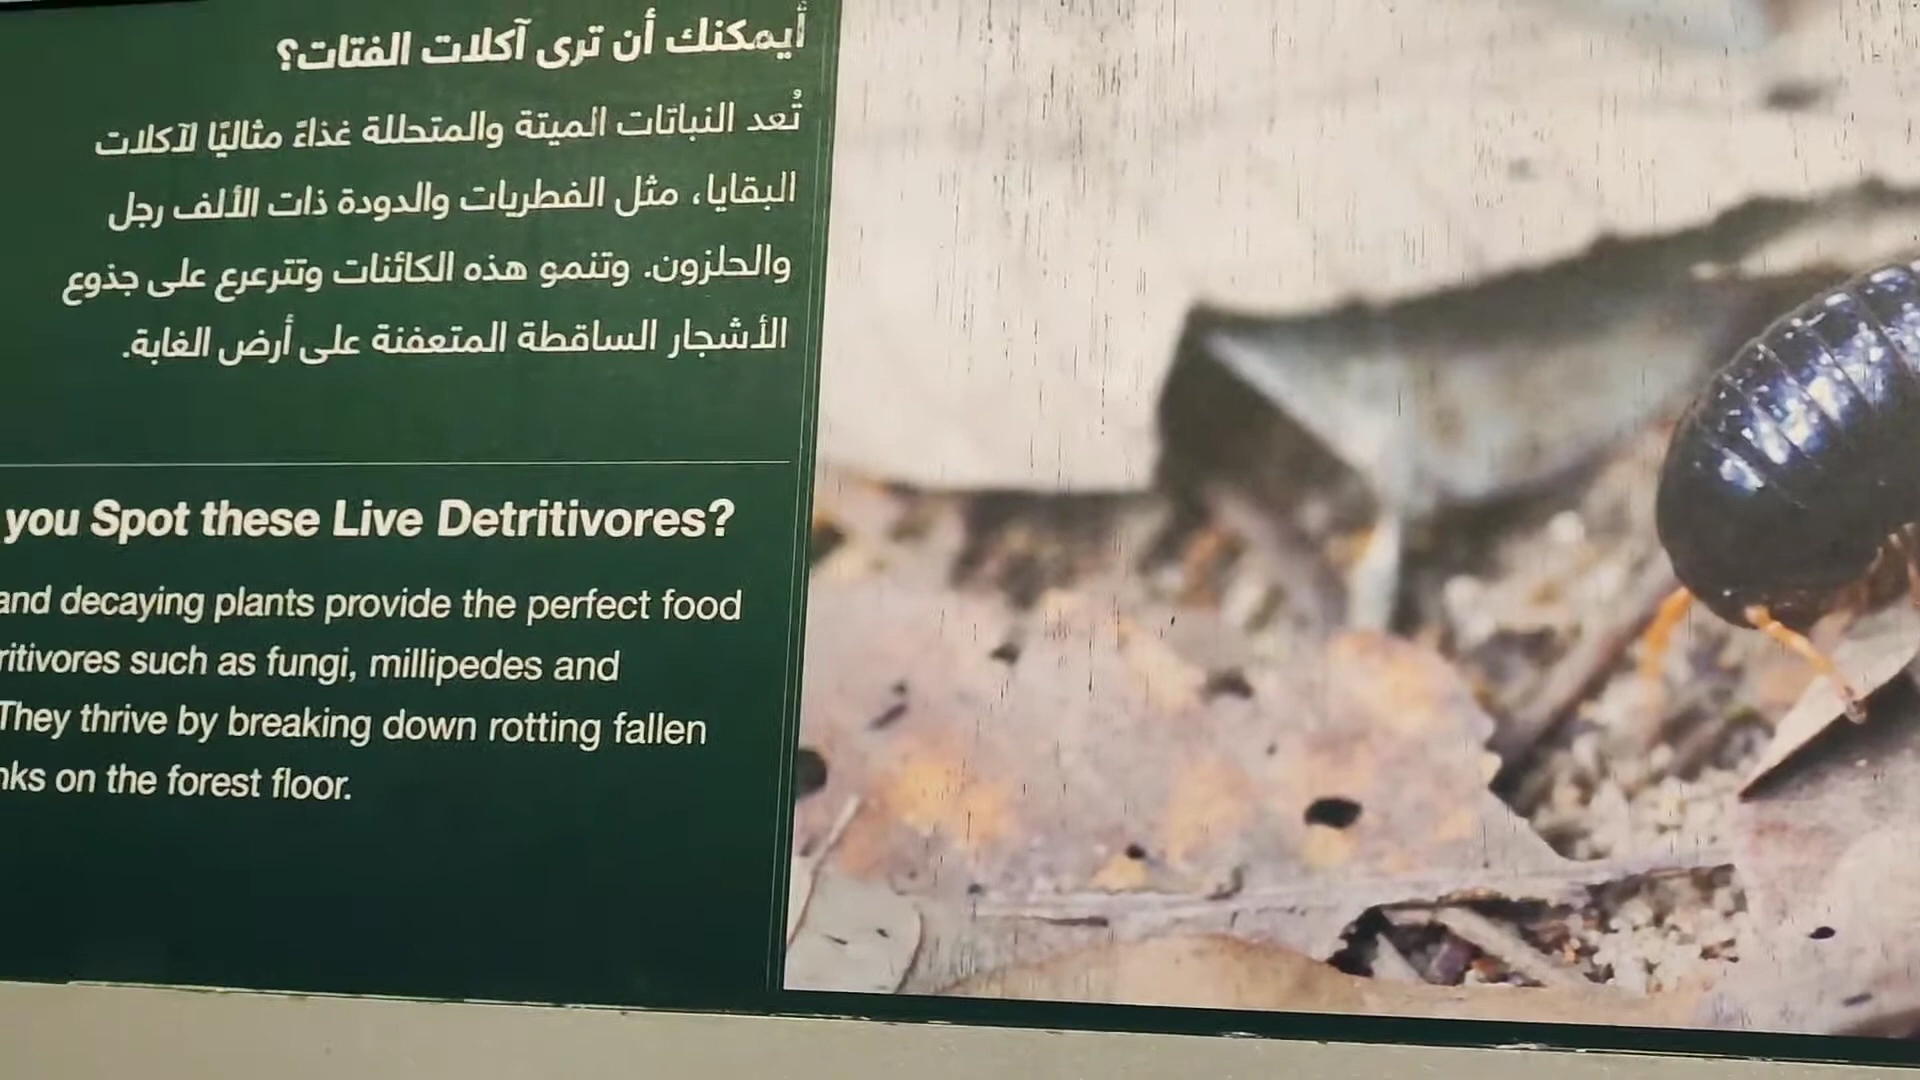 أيمكنك أن ترى آكلات الفتات؟
تُعد النباتات الميتة والمتحللة غذاءً مثاليًا لآكلات
البقايا، مثل الفطريات والدودة ذات الألف رجل
والحلزون. وتنمو هذه الكائنات وتترعرع على جذوع
الأشجار الساقطة المتعفنة على أرض الغابة.
you Spot these Live Detritivores?
and decaying plants provide the perfect food
ritivores such as fungi, millipedes and
They thrive by breaking down rotting fallen
nks on the forest floor.